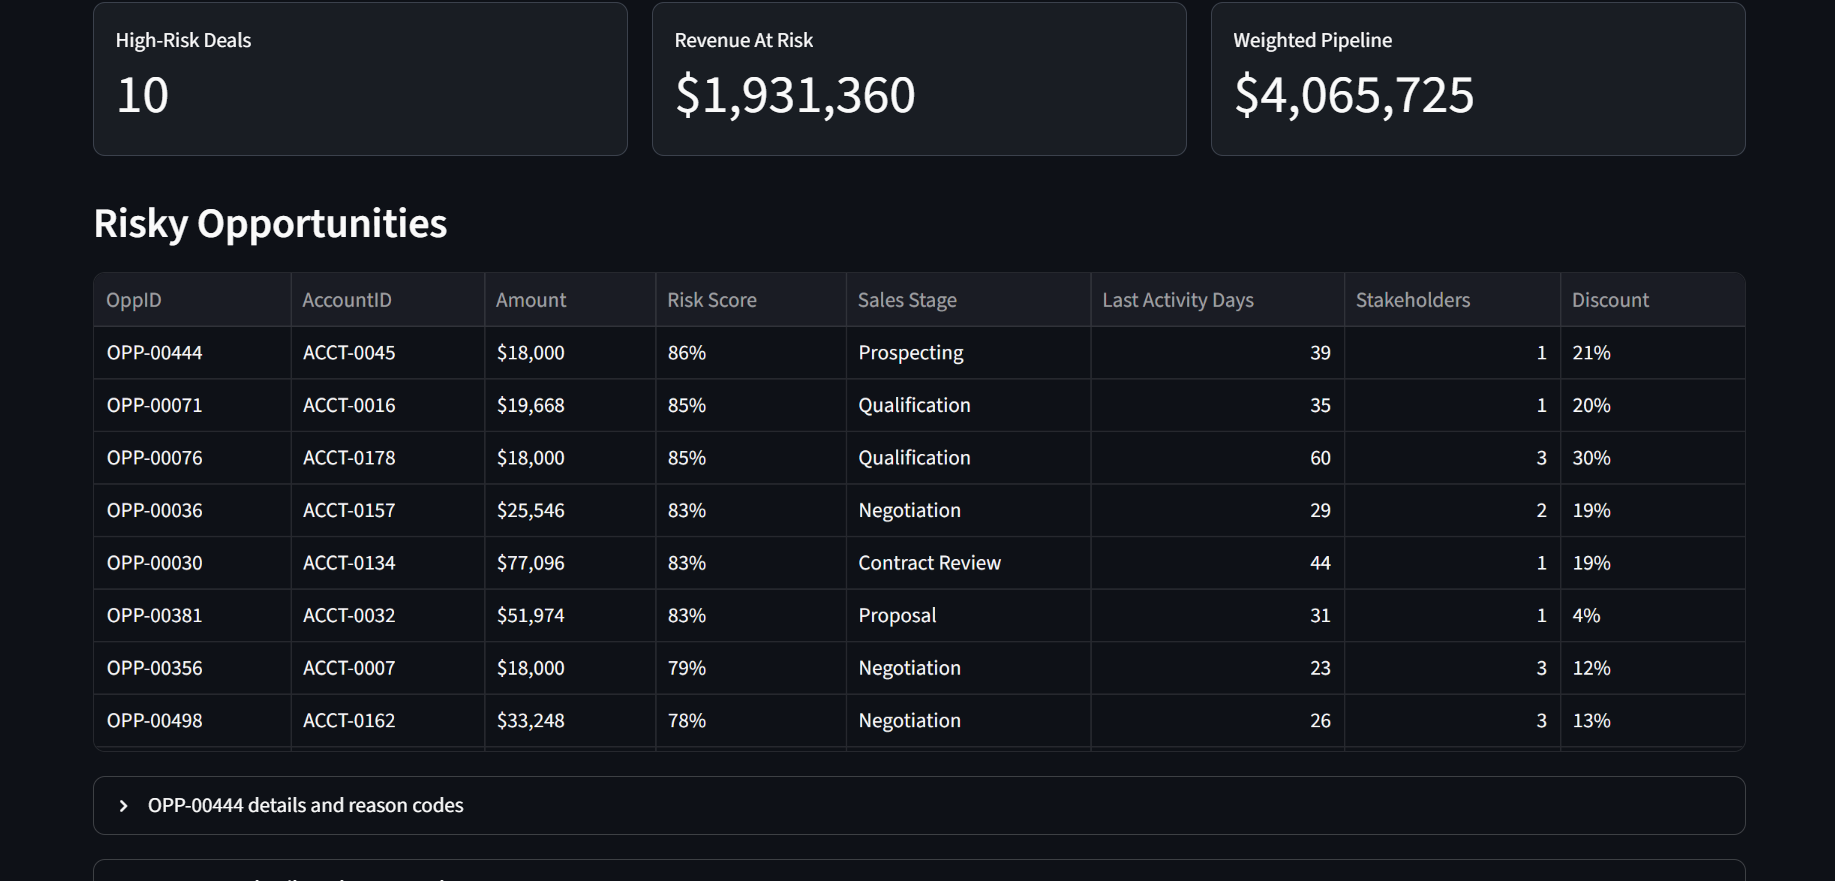 High-Risk Deals Revenue At Risk Weighted Pipeline
10 $1,931,360 $4,065,725
Risky Opportunities
OppID AccountID Amount Risk Score Sales Stage Last Activity Days Stakeholders Discount
OPP-00444 ACCT-0045 $18,000 86% Prospecting 39 1 21%
OPP-00071 ACCT-0016 $19,668 85% Qualification 35 1 20%
OPP-00076 ACCT-0178 $18,000 85% Qualification 60 3 30%
OPP-00036 ACCT-0157 $25,546 83% Negotiation 29 2 19%
OPP-00030 ACCT-0134 $77,096 83% Contract Review 44 1 19%
OPP-00381 ACCT-0032 $51,974 83% Proposal 31 1 4%
OPP-00356 ACCT-0007 $18,000 79% Negotiation 23 3 12%
OPP-00498 ACCT-0162 $33,248 78% Negotiation 26 3 13%
OPP-00444 details and reason codes